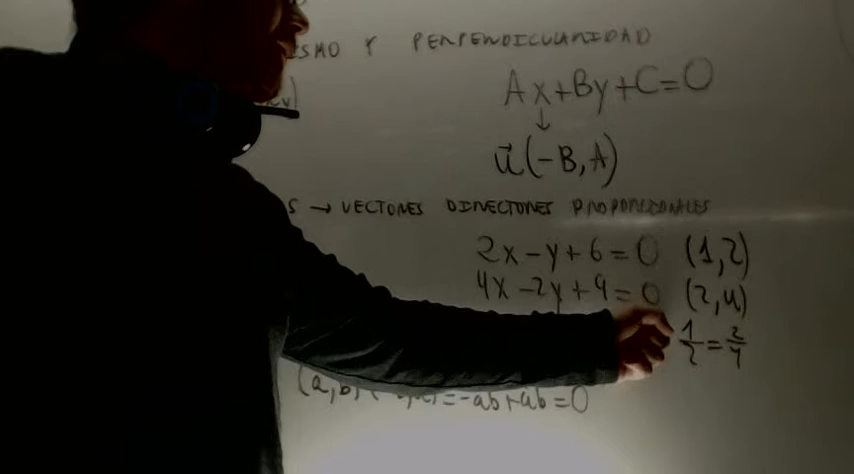 Y PERPENDICULARIDAD
Ax+By+C=0
↓
u⃗(-B,A)
→ VECTORES DIRECTORES PROPORCIONALES
2x-y+6=0 (1,2)
4x-2y+9=0 (2,4)
1/2=2/4
=-ab+ab=0